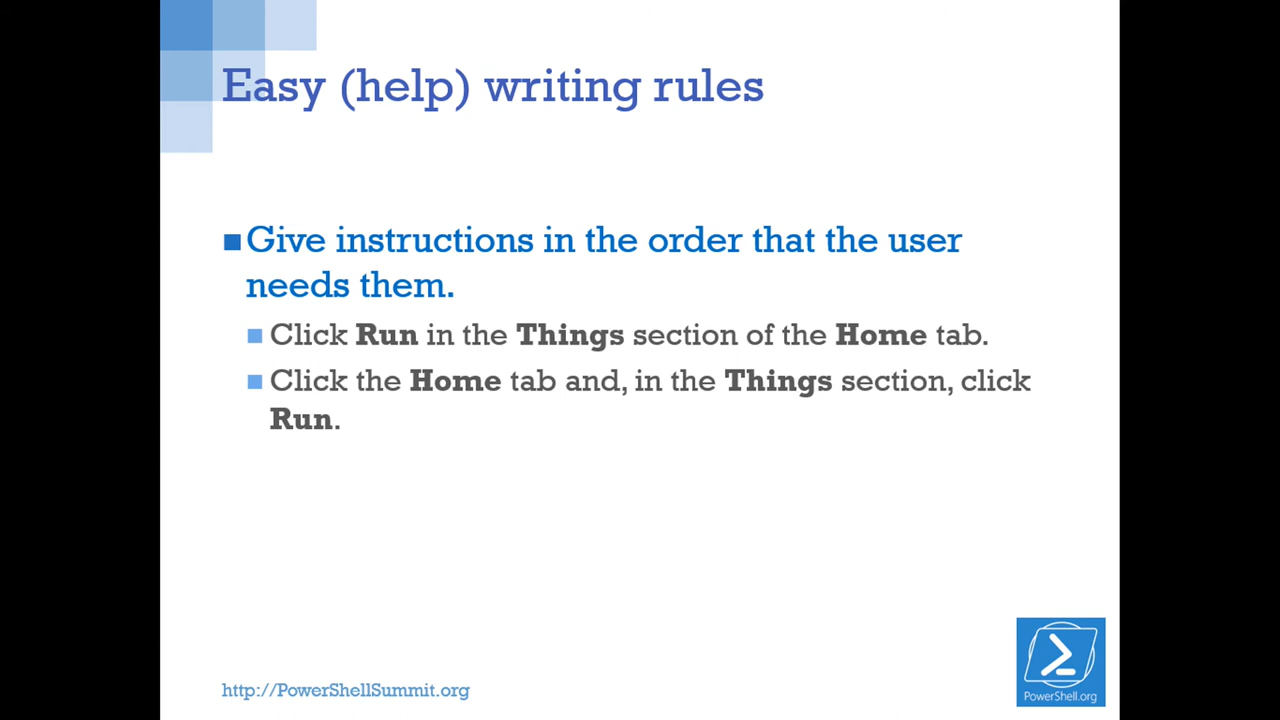 Easy (help) writing rules
Give instructions in the order that the user
needs them.
Click Run in the Things section of the Home tab.
Click the Home tab and, in the Things section, click
Run.
http://PowerShellSummit.org
PowerShell.org